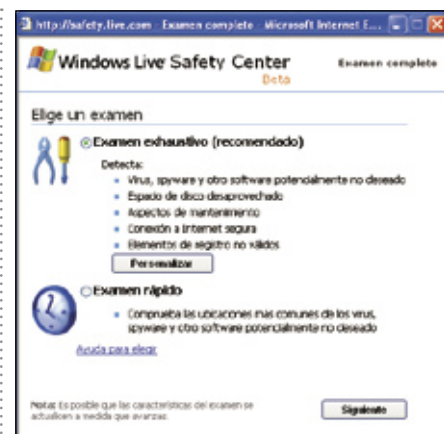 http://safety.live.com - Examen completo - Microsoft Internet E...
Windows Live Safety Center
Beta
Examen completo
Elige un examen
Examen exhaustivo (recomendado)
Detecta:
Virus, spyware y otro software potencialmente no deseado
Espacio de disco desaprovechado
Aspectos de mantenimiento
Conexión a Internet segura
Elementos de registro no válidos
Personalizar
Examen rápido
Comprueba las ubicaciones mas comunes de los virus,
spyware y otro software potencialmente no deseado
Ayuda para elegir
Nota: Es posible que las características del examen se
actualicen a medida que avanzas.
Siguiente